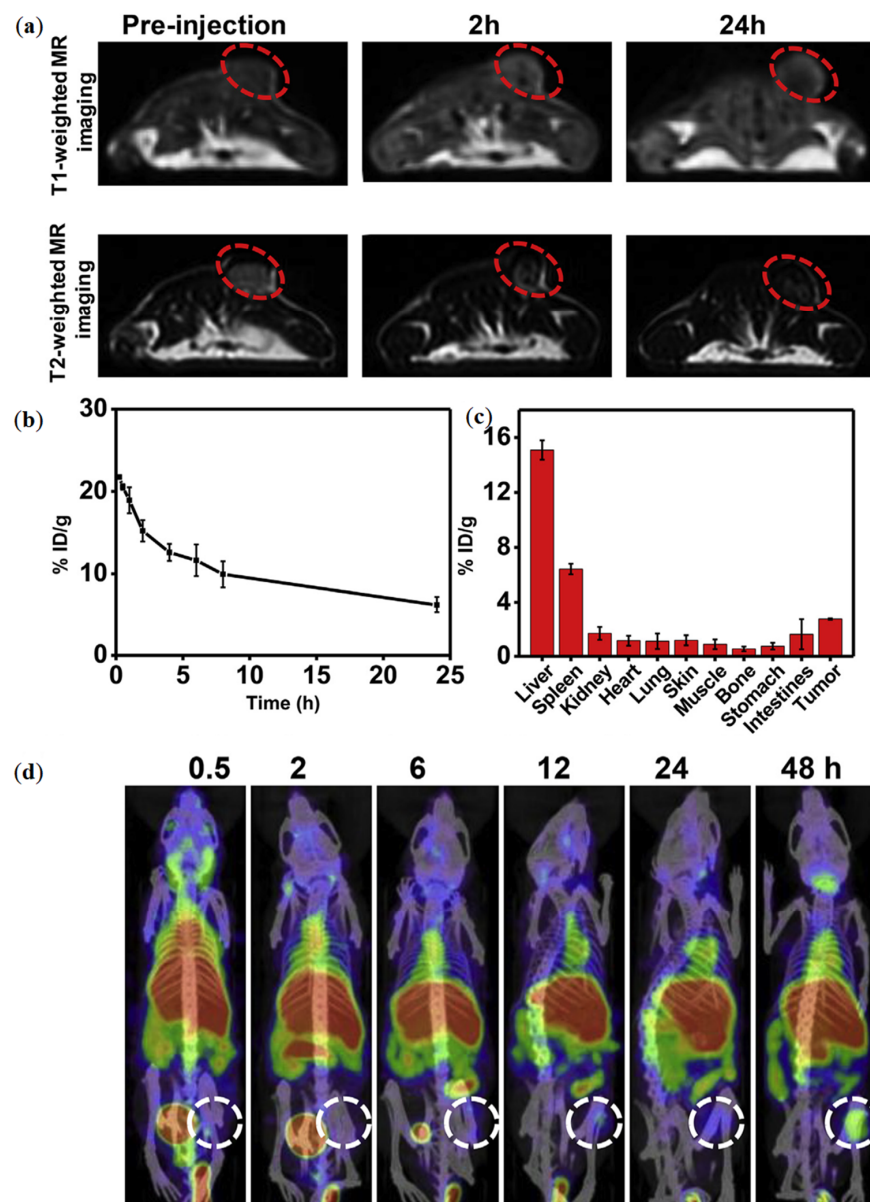 (a)
Pre-injection 2h 24h
T1-weighted MR
imaging
T2-weighted MR
imaging
(b)
30
20
10
0
% ID/g
0 5 10 15 20 25
Time (h)
(c)
16
12
8
4
0
% ID/g
Liver
Spleen
Kidney
Heart
Lung
Skin
Muscle
Bone
Stomach
Intestines
Tumor
(d)
0.5 2 6 12 24 48 h